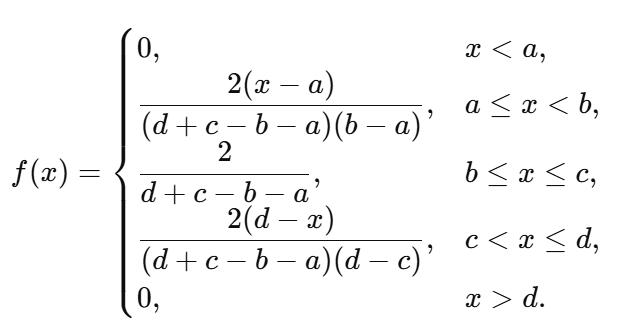 f(x) = { 0, x < a,
2(x − a) / (d + c − b − a)(b − a), a ≤ x < b,
2 / d + c − b − a, b ≤ x ≤ c,
2(d − x) / (d + c − b − a)(d − c), c < x ≤ d,
0, x > d.